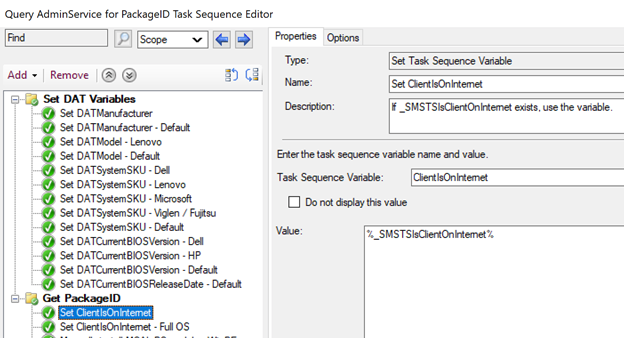 Query AdminService for PackageID Task Sequence Editor
Find
Scope
Add
Remove
Set DAT Variables
Set DATManufacturer
Set DATManufacturer - Default
Set DATModel - Lenovo
Set DATModel - Default
Set DATSystemSKU - Dell
Set DATSystemSKU - Lenovo
Set DATSystemSKU - Microsoft
Set DATSystemSKU - Viglen / Fujitsu
Set DATSystemSKU - Default
Set DATCurrentBIOSVersion - Dell
Set DATCurrentBIOSVersion - HP
Set DATCurrentBIOSVersion - Default
Set DATCurrentBIOSReleaseDate - Default
Get PackageID
Set ClientIsOnInternet
Set ClientIsOnInternet - Full OS
Properties
Options
Type:
Set Task Sequence Variable
Name:
Set ClientIsOnInternet
Description:
If _SMSTSIsClientOnInternet exists, use the variable.
Enter the task sequence variable name and value.
Task Sequence Variable:
ClientIsOnInternet
Do not display this value
Value:
%_SMSTSIsClientOnInternet%